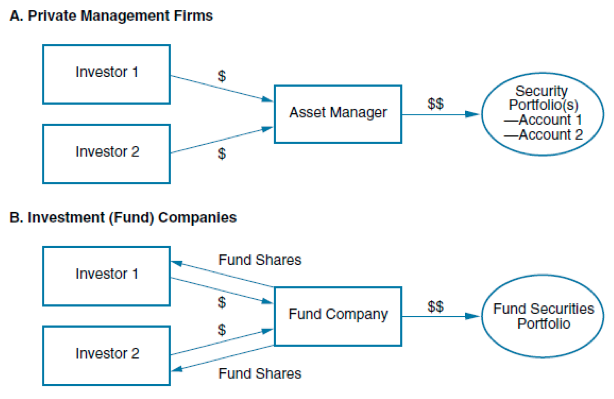 A. Private Management Firms
Investor 1
$
Asset Manager
$$
Security
Portfolio(s)
—Account 1
—Account 2
Investor 2
$
B. Investment (Fund) Companies
Fund Shares
Investor 1
$
Fund Company
$$
Fund Securities
Portfolio
$
Investor 2
Fund Shares